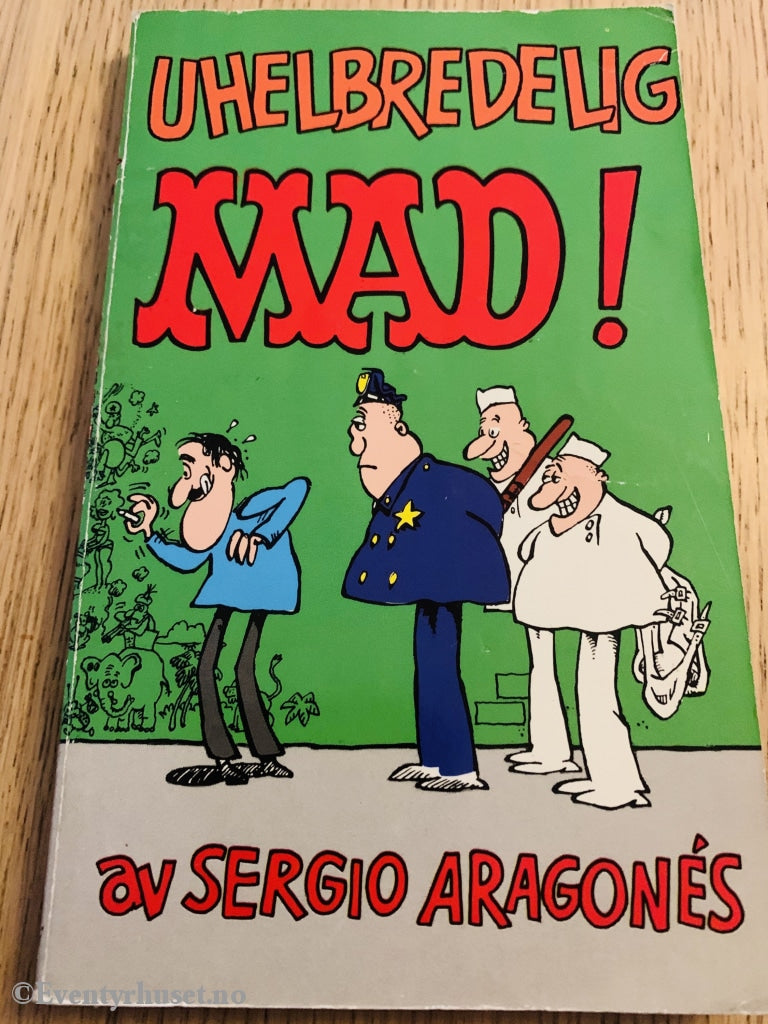 UHELBREDELIG
MAD!
av SERGIO ARAGONÉS
©Eventyrhuset.no